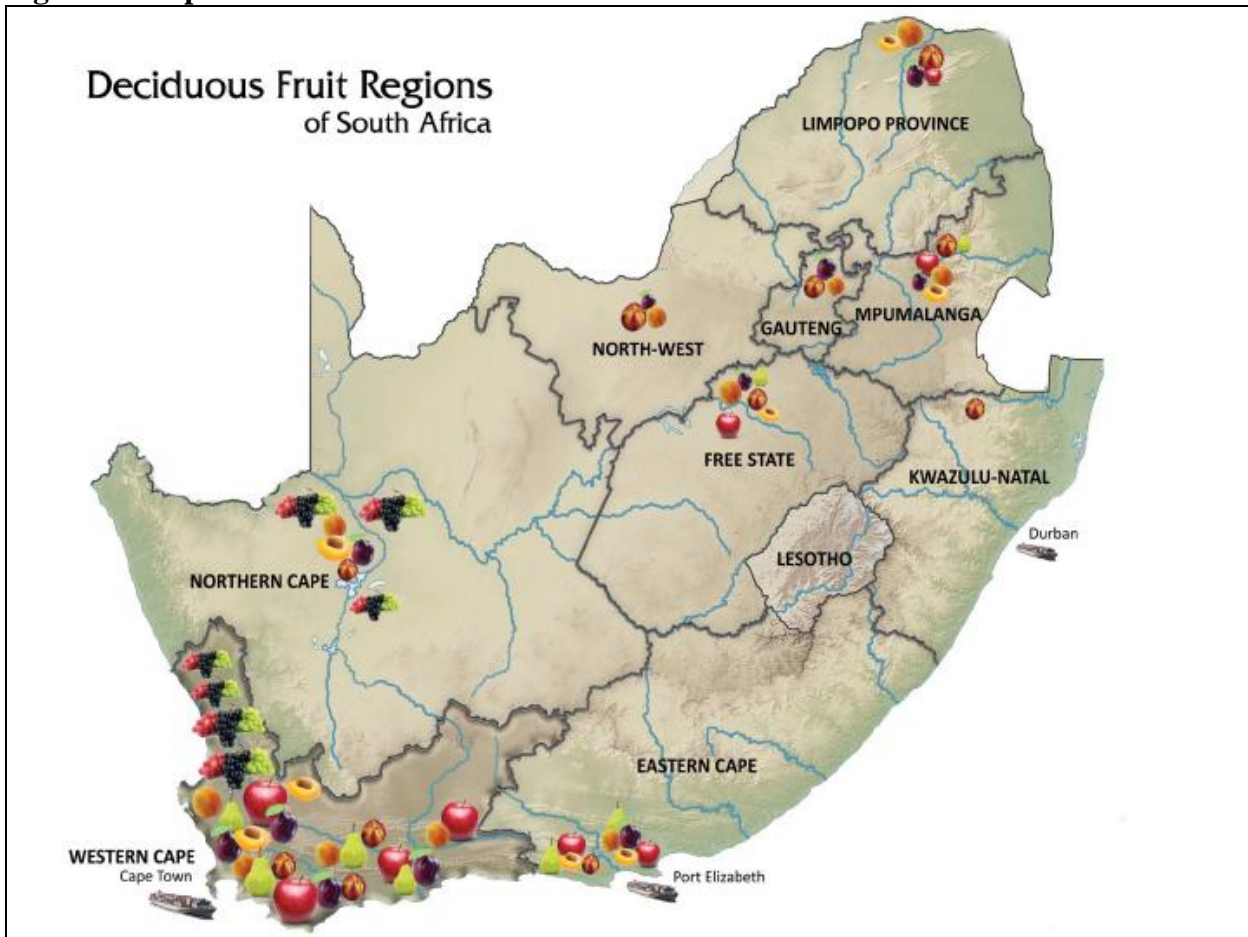 Deciduous Fruit Regions
of South Africa
LIMPOPO PROVINCE
GAUTENG
MPUMALANGA
NORTH-WEST
FREE STATE
KWAZULU-NATAL
Durban
LESOTHO
NORTHERN CAPE
EASTERN CAPE
WESTERN CAPE
Cape Town
Port Elizabeth